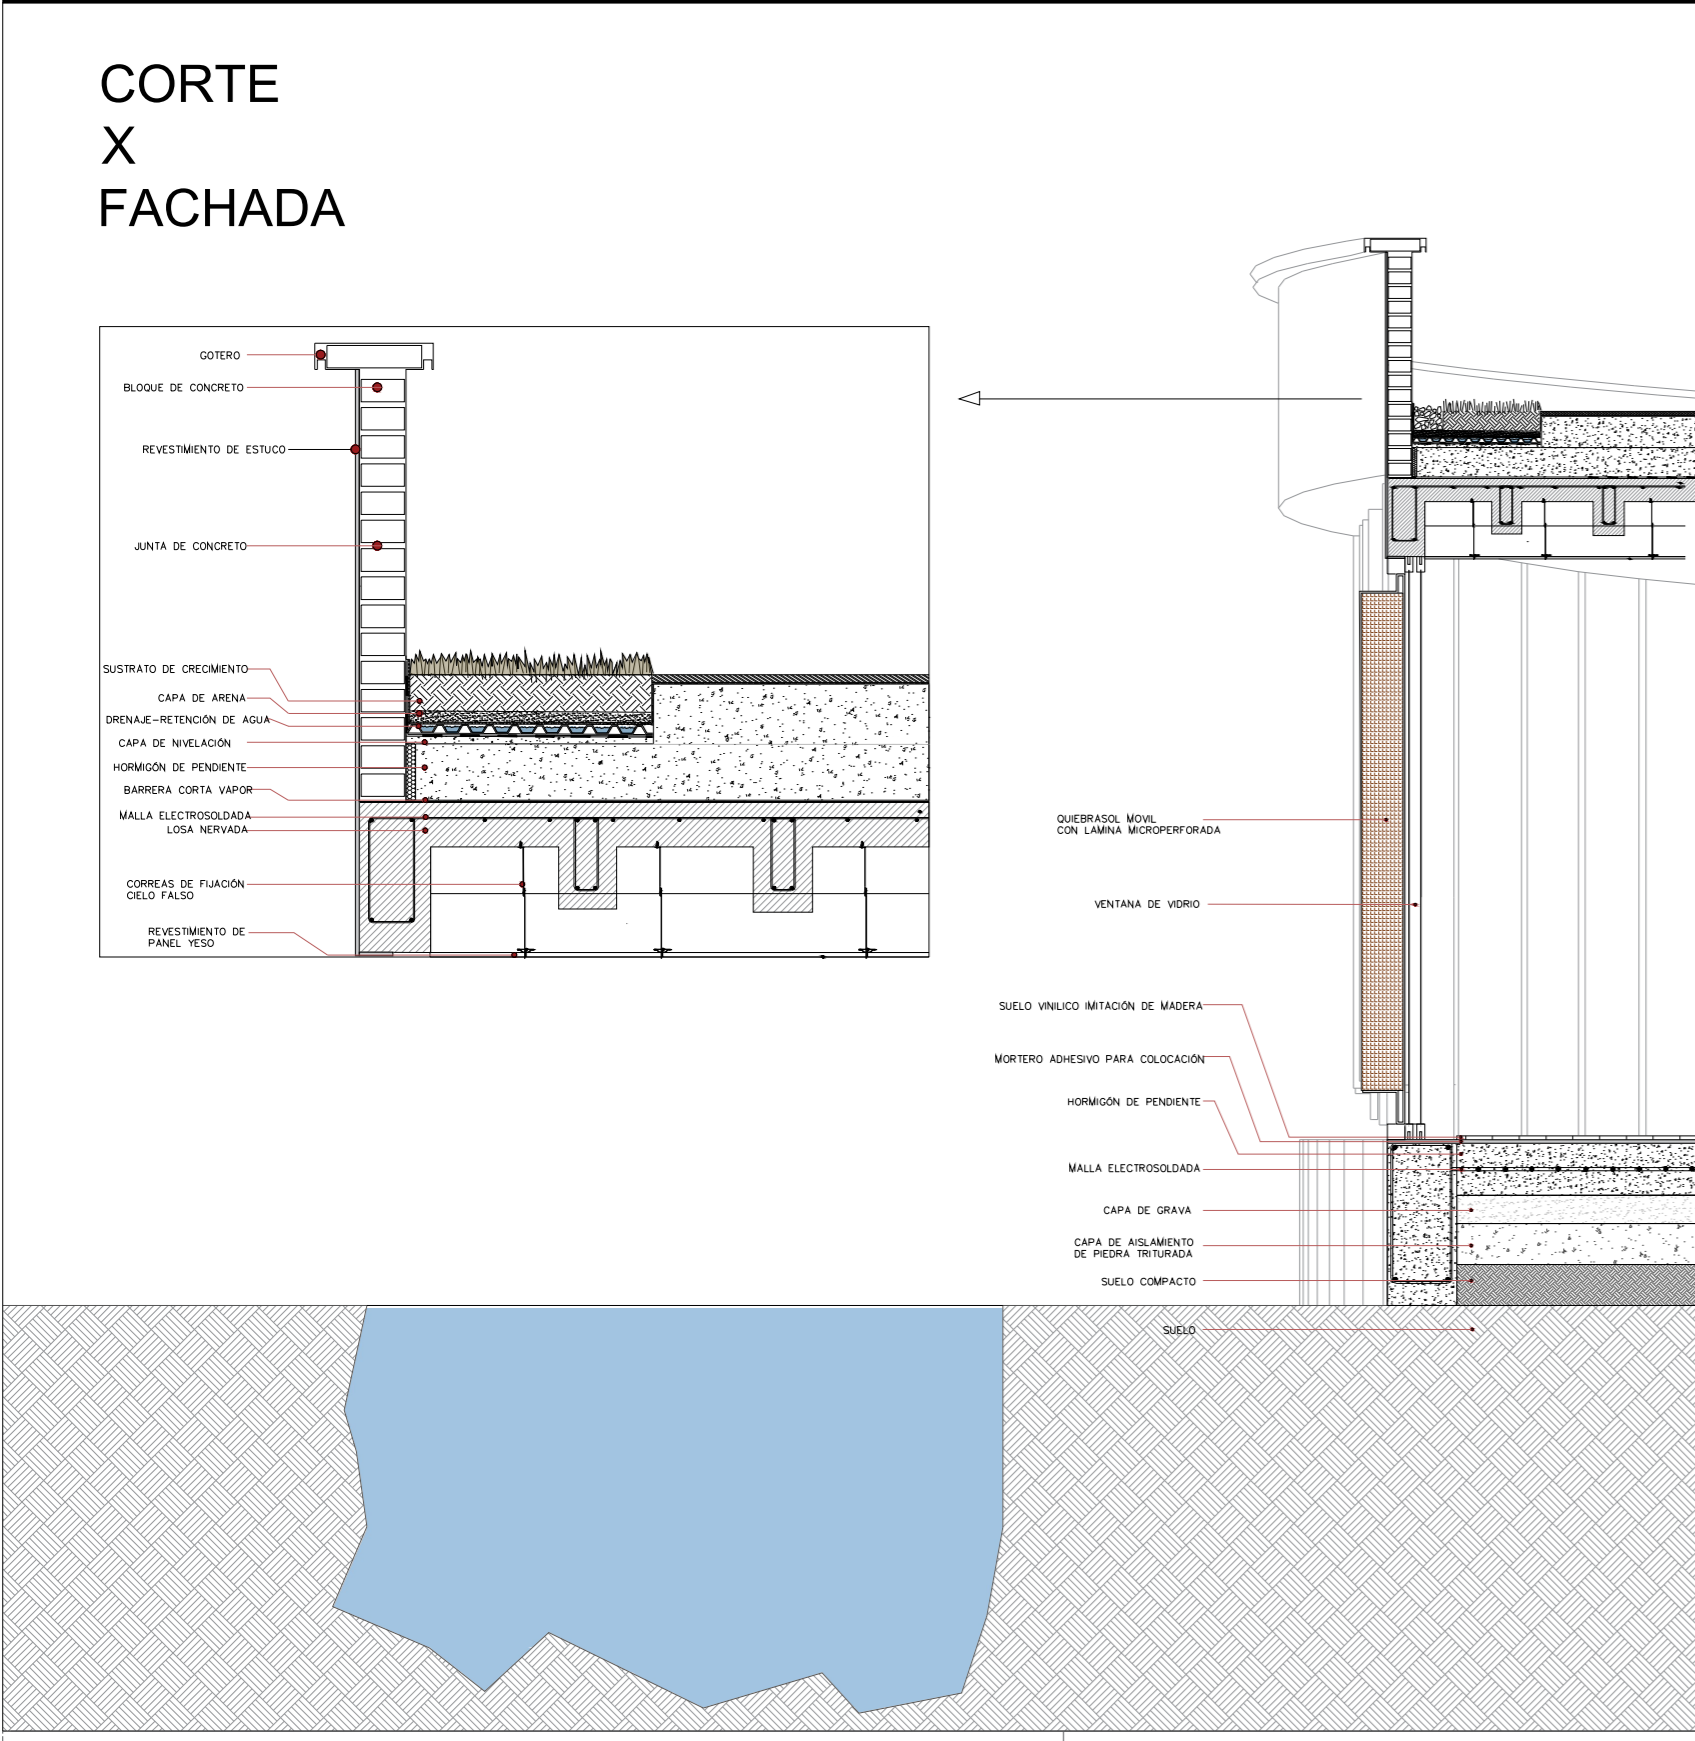 CORTE
X
FACHADA
GOTERO
BLOQUE DE CONCRETO
REVESTIMIENTO DE ESTUCO
JUNTA DE CONCRETO
SUSTRATO DE CRECIMIENTO
CAPA DE ARENA
DRENAJE-RETENCIÓN DE AGUA
CAPA DE NIVELACIÓN
HORMIGÓN DE PENDIENTE
BARRERA CORTA VAPOR
MALLA ELECTROSOLDADA
LOSA NERVADA
CORREAS DE FIJACIÓN
CIELO FALSO
REVESTIMIENTO DE
PANEL YESO
QUIEBRASOL MOVIL
CON LAMINA MICROPERFORADA
VENTANA DE VIDRIO
SUELO VINILICO IMITACIÓN DE MADERA
MORTERO ADHESIVO PARA COLOCACIÓN
HORMIGÓN DE PENDIENTE
MALLA ELECTROSOLDADA
CAPA DE GRAVA
CAPA DE AISLAMIENTO
DE PIEDRA TRITURADA
SUELO COMPACTO
SUELO